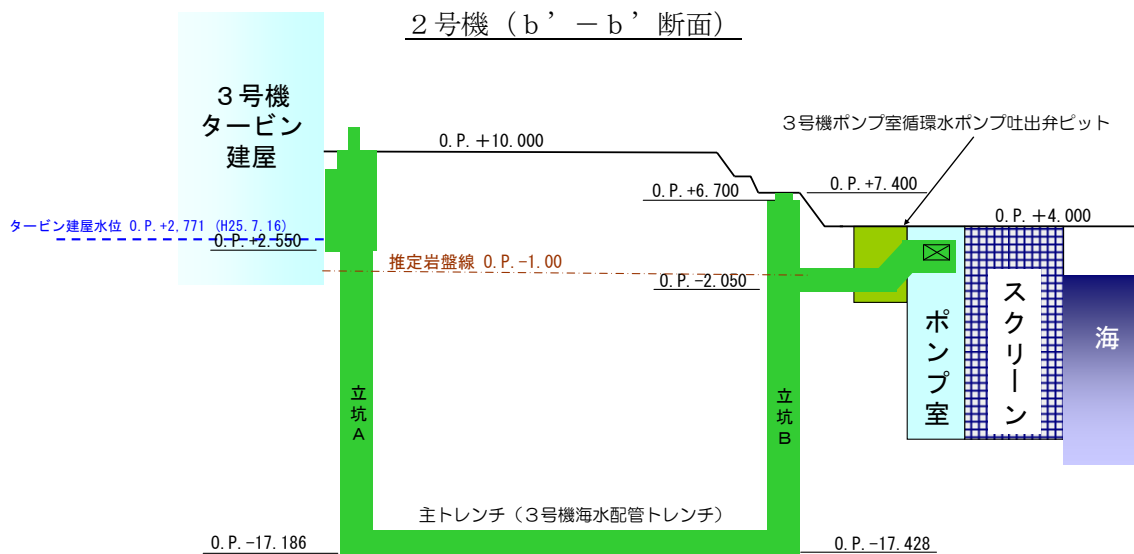 ２号機（ｂ’－ｂ’断面）
３号機
タービン
建屋
３号機ポンプ室循環水ポンプ吐出弁ピット
O.P. +10.000
O.P.+6.700
O.P.+7.400
O.P.+4.000
タービン建屋水位 O.P.+2,771 (H25.7.16)
O.P.+2.550
推定岩盤線 O.P.-1.00
O.P.-2.050
スクリーン
ポンプ室
海
立坑A
立坑B
主トレンチ（３号機海水配管トレンチ）
O.P.-17.186
O.P.-17.428